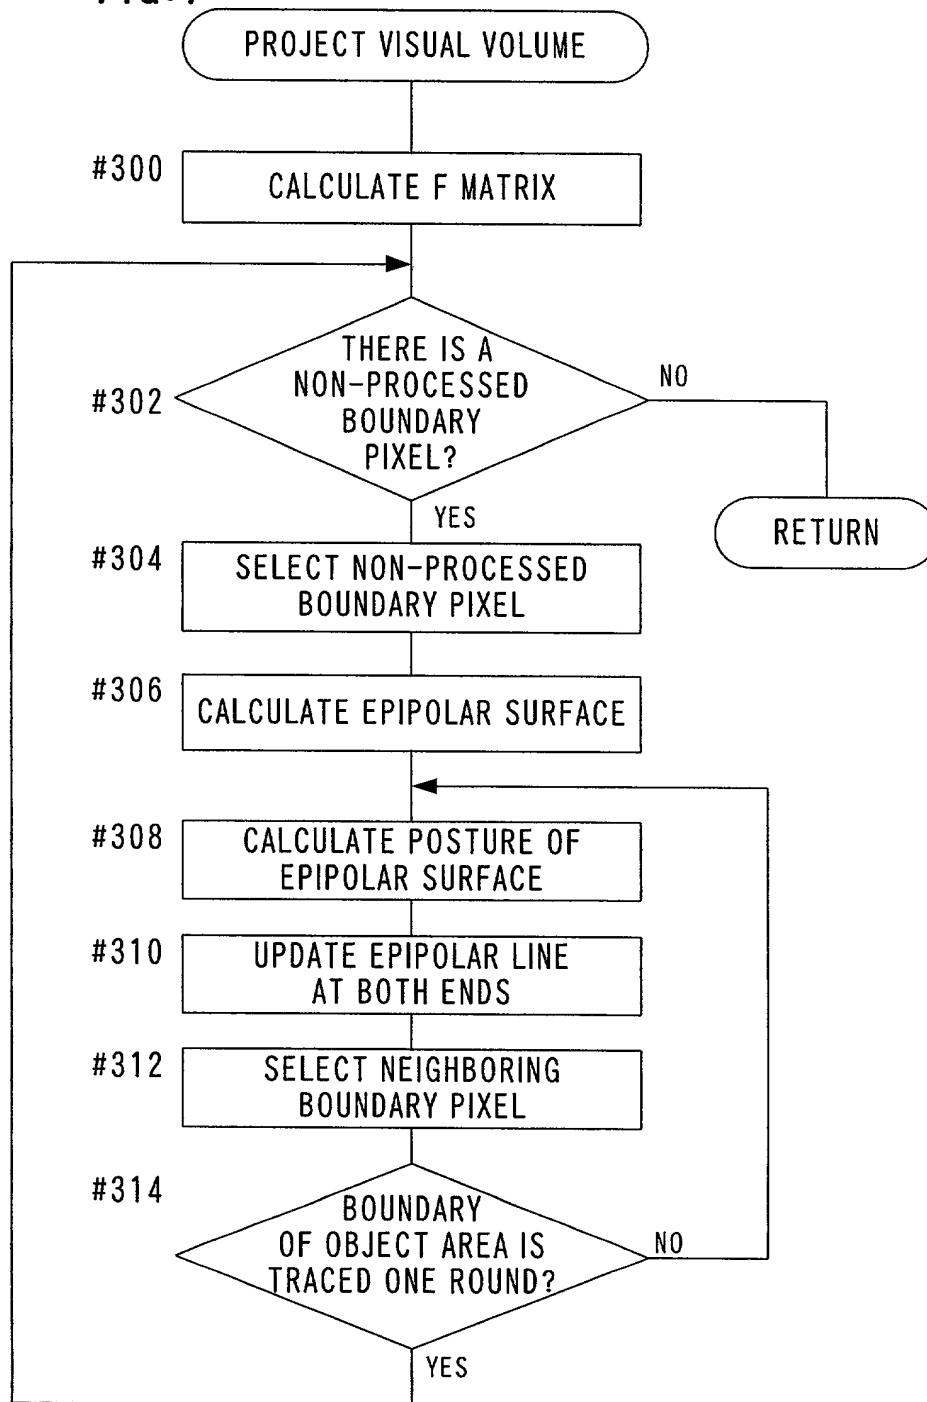 PROJECT VISUAL VOLUME
#300
CALCULATE F MATRIX
#302
THERE IS A
NON-PROCESSED
BOUNDARY
PIXEL?
NO
YES
RETURN
#304
SELECT NON-PROCESSED
BOUNDARY PIXEL
#306
CALCULATE EPIPOLAR SURFACE
#308
CALCULATE POSTURE OF
EPIPOLAR SURFACE
#310
UPDATE EPIPOLAR LINE
AT BOTH ENDS
#312
SELECT NEIGHBORING
BOUNDARY PIXEL
#314
BOUNDARY
OF OBJECT AREA IS
TRACED ONE ROUND?
NO
YES